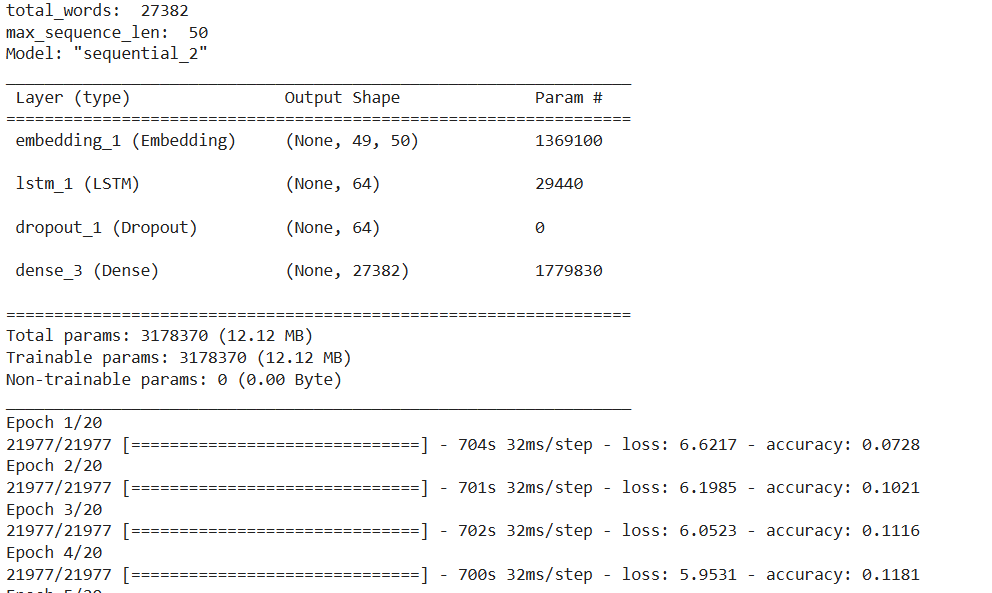 total_words:  27382
max_sequence_len:  50
Model: "sequential_2"
_________________________________________________________________
 Layer (type)                Output Shape              Param #
=================================================================
 embedding_1 (Embedding)     (None, 49, 50)            1369100
 lstm_1 (LSTM)               (None, 64)                29440
 dropout_1 (Dropout)         (None, 64)                0
 dense_3 (Dense)             (None, 27382)             1779830
=================================================================
Total params: 3178370 (12.12 MB)
Trainable params: 3178370 (12.12 MB)
Non-trainable params: 0 (0.00 Byte)
_________________________________________________________________
Epoch 1/20
21977/21977 [==============================] - 704s 32ms/step - loss: 6.6217 - accuracy: 0.0728
Epoch 2/20
21977/21977 [==============================] - 701s 32ms/step - loss: 6.1985 - accuracy: 0.1021
Epoch 3/20
21977/21977 [==============================] - 702s 32ms/step - loss: 6.0523 - accuracy: 0.1116
Epoch 4/20
21977/21977 [==============================] - 700s 32ms/step - loss: 5.9531 - accuracy: 0.1181
Epoch 5/20